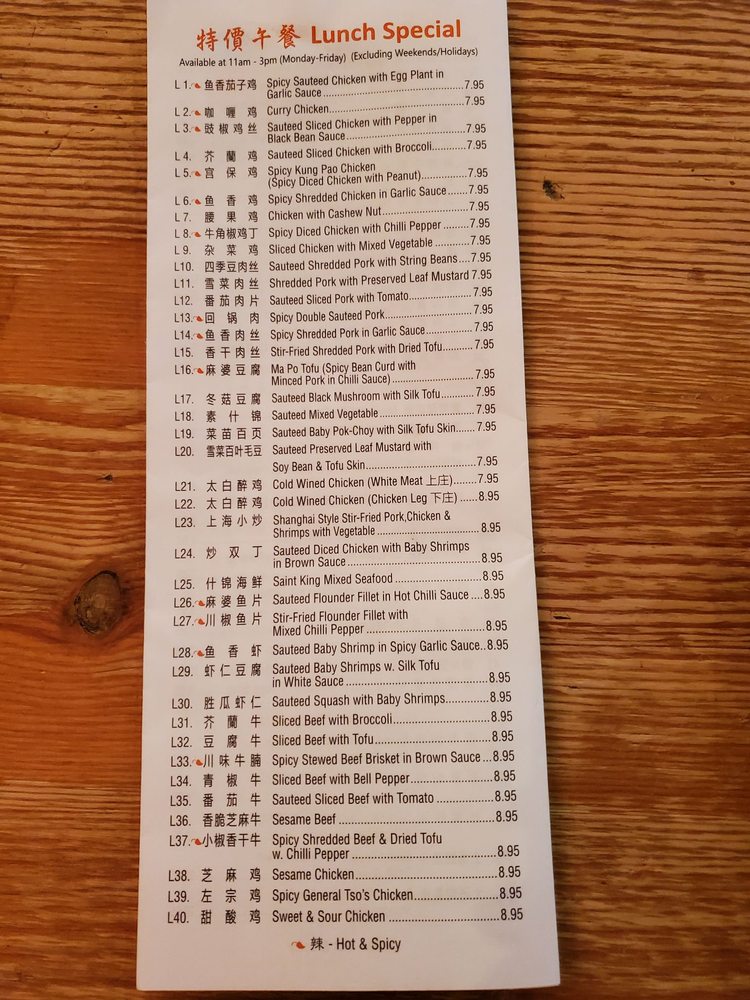 特價午餐 Lunch Special
Available at 11am - 3pm (Monday-Friday) (Excluding Weekends/Holidays)
L 1. 鱼香茄子鸡 Spicy Sauteed Chicken with Egg Plant in
Garlic Sauce 7.95
L 2. 咖喱鸡 Curry Chicken 7.95
L 3. 豉椒鸡丝 Sauteed Sliced Chicken with Pepper in
Black Bean Sauce 7.95
L 4. 芥蘭鸡 Sauteed Sliced Chicken with Broccoli 7.95
L 5. 宫保鸡 Spicy Kung Pao Chicken
(Spicy Diced Chicken with Peanut) 7.95
L 6. 鱼香鸡 Spicy Shredded Chicken in Garlic Sauce 7.95
L 7. 腰果鸡 Chicken with Cashew Nut 7.95
L 8. 牛角椒鸡丁 Spicy Diced Chicken with Chilli Pepper 7.95
L 9. 杂菜鸡 Sliced Chicken with Mixed Vegetable 7.95
L10. 四季豆肉丝 Sauteed Shredded Pork with String Beans 7.95
L11. 雪菜肉丝 Shredded Pork with Preserved Leaf Mustard 7.95
L12. 番茄肉片 Sauteed Sliced Pork with Tomato 7.95
L13. 回锅肉 Spicy Double Sauteed Pork 7.95
L14. 鱼香肉丝 Spicy Shredded Pork in Garlic Sauce 7.95
L15. 香干肉丝 Stir-Fried Shredded Pork with Dried Tofu 7.95
L16. 麻婆豆腐 Ma Po Tofu (Spicy Bean Curd with
Minced Pork in Chilli Sauce) 7.95
L17. 冬菇豆腐 Sauteed Black Mushroom with Silk Tofu 7.95
L18. 素什锦 Sauteed Mixed Vegetable 7.95
L19. 菜苗百页 Sauteed Baby Pok-Choy with Silk Tofu Skin 7.95
L20. 雪菜百叶毛豆 Sauteed Preserved Leaf Mustard with
Soy Bean & Tofu Skin 7.95
L21. 太白醉鸡 Cold Wined Chicken (White Meat 上庄) 7.95
L22. 太白醉鸡 Cold Wined Chicken (Chicken Leg 下庄) 8.95
L23. 上海小炒 Shanghai Style Stir-Fried Pork,Chicken &
Shrimps with Vegetable 8.95
L24. 炒双丁 Sauteed Diced Chicken with Baby Shrimps
in Brown Sauce 8.95
L25. 什锦海鲜 Saint King Mixed Seafood 8.95
L26. 麻婆鱼片 Sauteed Flounder Fillet in Hot Chilli Sauce 8.95
L27. 川椒鱼片 Stir-Fried Flounder Fillet with
Mixed Chilli Pepper 8.95
L28. 鱼香虾 Sauteed Baby Shrimp in Spicy Garlic Sauce 8.95
L29. 虾仁豆腐 Sauteed Baby Shrimps w. Silk Tofu
in White Sauce 8.95
L30. 胜瓜虾仁 Sauteed Squash with Baby Shrimps 8.95
L31. 芥蘭牛 Sliced Beef with Broccoli 8.95
L32. 豆腐牛 Sliced Beef with Tofu 8.95
L33. 川味牛腩 Spicy Stewed Beef Brisket in Brown Sauce 8.95
L34. 青椒牛 Sliced Beef with Bell Pepper 8.95
L35. 番茄牛 Sauteed Sliced Beef with Tomato 8.95
L36. 香脆芝麻牛 Sesame Beef 8.95
L37. 小椒香干牛 Spicy Shredded Beef & Dried Tofu
w. Chilli Pepper 8.95
L38. 芝麻鸡 Sesame Chicken 8.95
L39. 左宗鸡 Spicy General Tso's Chicken 8.95
L40. 甜酸鸡 Sweet & Sour Chicken 8.95
辣 - Hot & Spicy